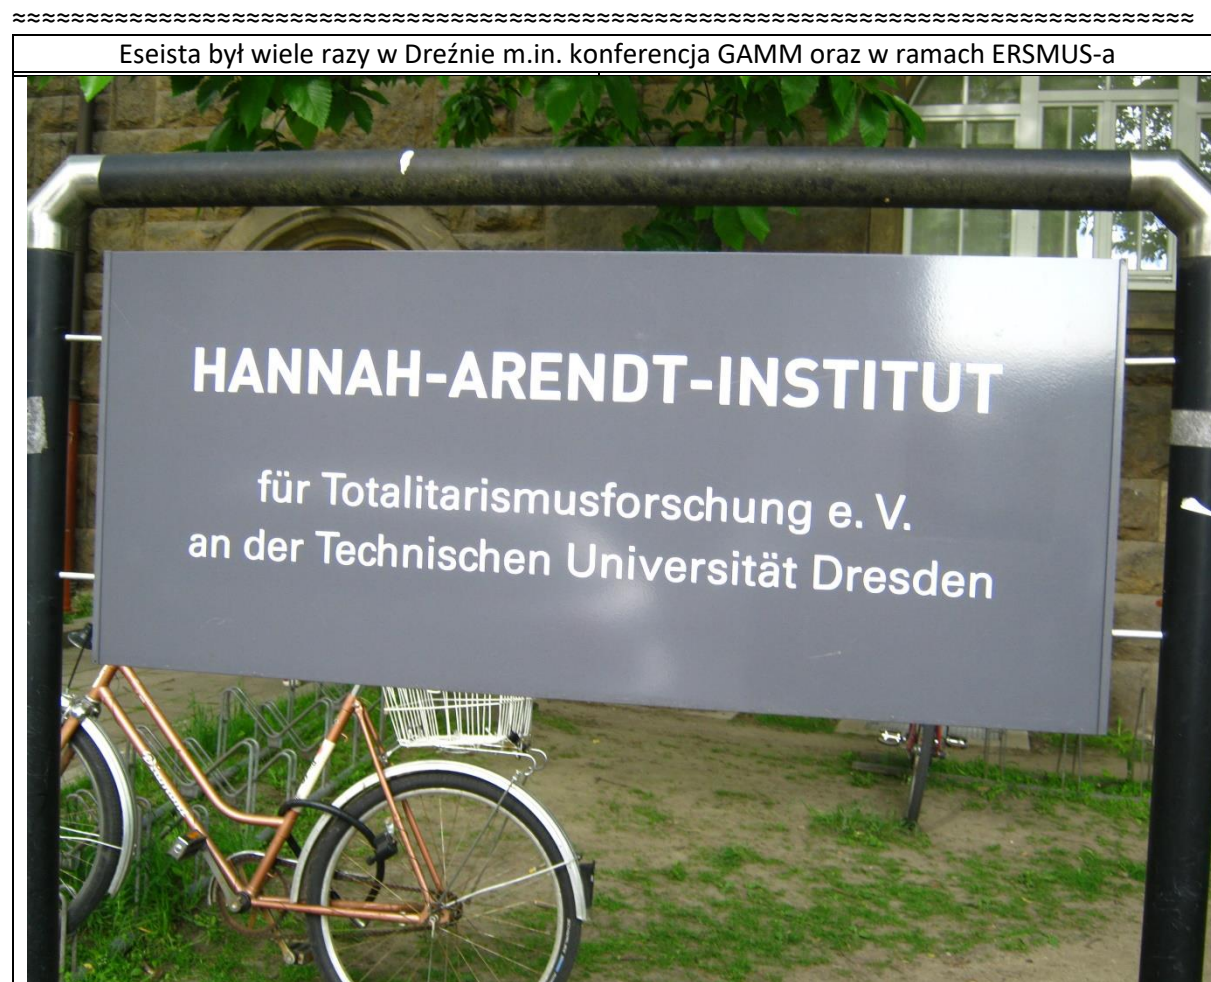 ≈≈≈≈≈≈≈≈≈≈≈≈≈≈≈≈≈≈≈≈≈≈≈≈≈≈≈≈≈≈≈≈≈≈≈≈≈≈≈≈≈≈≈≈≈≈≈≈≈≈≈≈≈≈≈≈≈≈≈≈≈≈≈≈≈≈≈≈≈≈≈≈≈≈≈≈≈≈≈≈≈
Eseista był wiele razy w Dreźnie m.in. konferencja GAMM oraz w ramach ERSMUS-a
HANNAH-ARENDT-INSTITUT
für Totalitarismusforschung e. V.
an der Technischen Universität Dresden